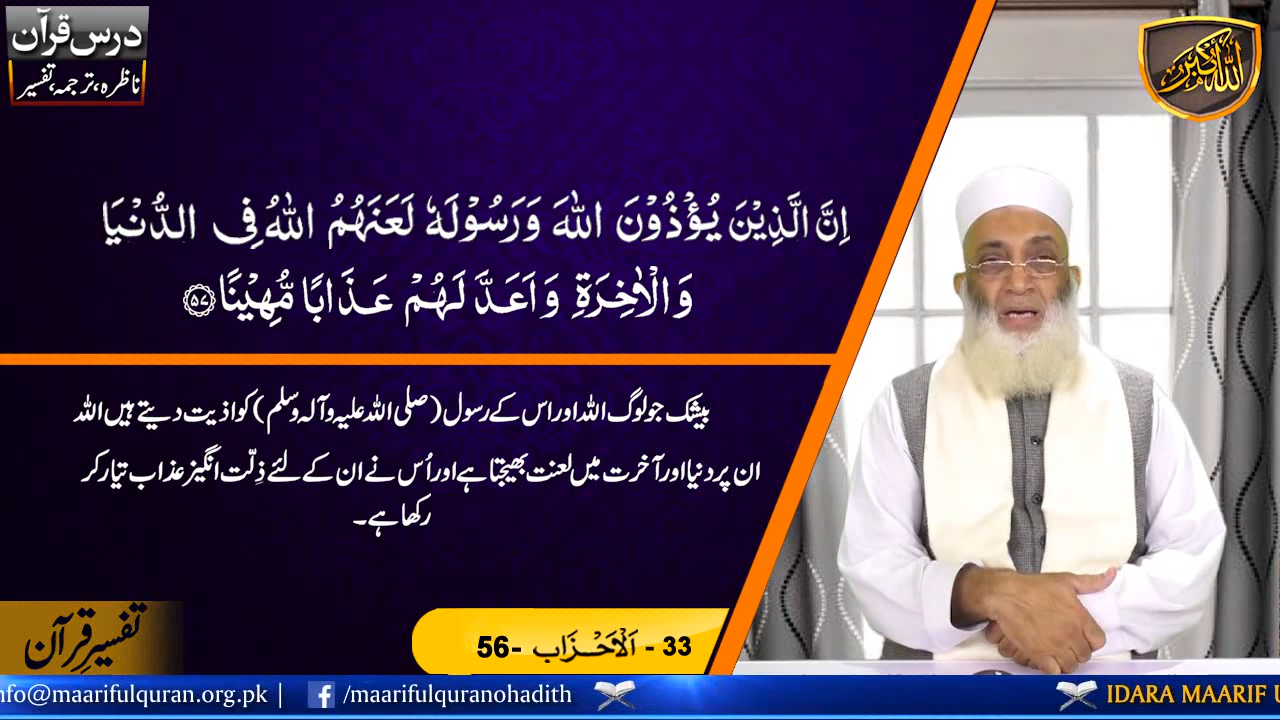 درس قرآن
ناظرہ، ترجمہ، تفسیر
اللہ اکبر
اِنَّ الَّذِیْنَ یُؤْذُوْنَ اللّٰهَ وَرَسُوْلَهٗ لَعَنَهُمُ اللّٰهُ فِی الدُّنْیَا
وَالْاٰخِرَةِ وَاَعَدَّ لَهُمْ عَذَابًا مُّهِیْنًا ﴿۵۷﴾
بیشک جو لوگ اللہ اور اس کے رسول (صلی اللہ علیہ وآلہ وسلم) کو اذیت دیتے ہیں اللہ
ان پر دنیا اور آخرت میں لعنت بھیجتا ہے اور اُس نے ان کے لئے ذِلّت انگیز عذاب تیار کر
رکھا ہے۔
تفسیرِ قرآن
33 - اَلْاَحْزَاب -56
nfo@maarifulquran.org.pk | f /maarifulquranohadith IDARA MAARIF U